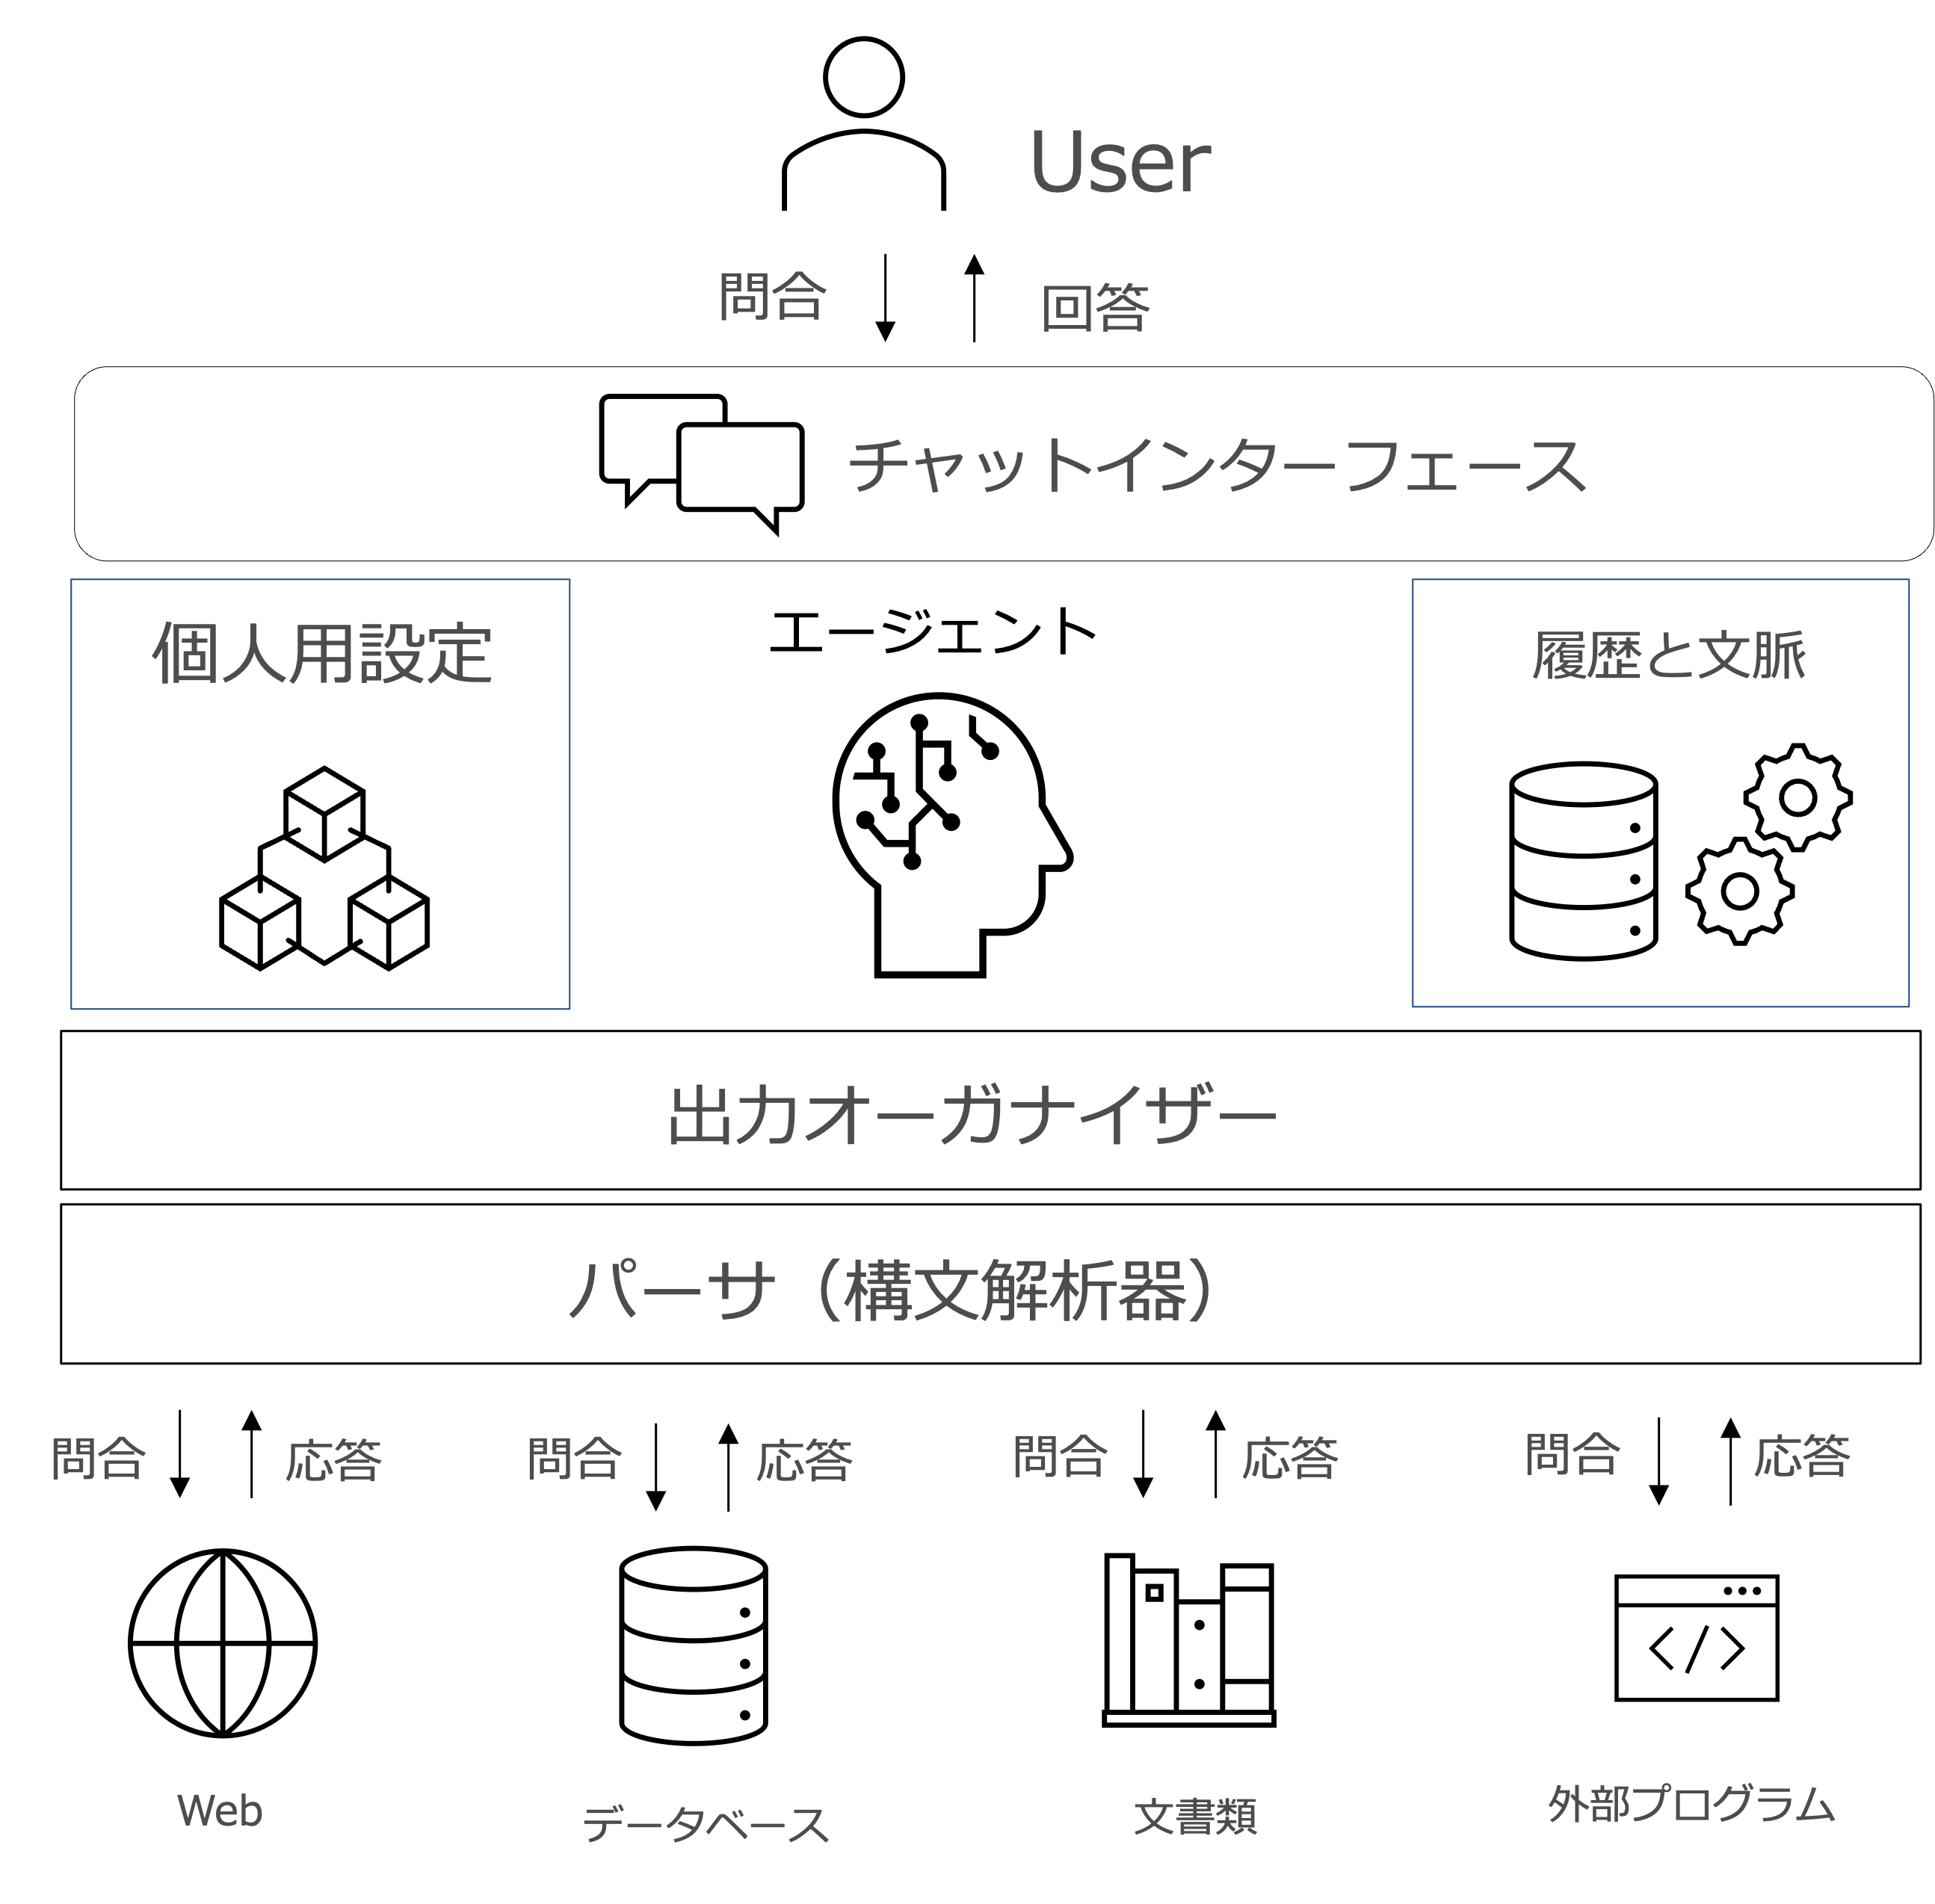 User
問合
回答
チャットインターフェース
個人用設定
エージェント
履歴と文脈
出力オーガナイザー
パーサ (構文解析器)
問合
応答
問合
応答
問合
応答
問合
応答
Web
データベース
文書類
外部プログラム